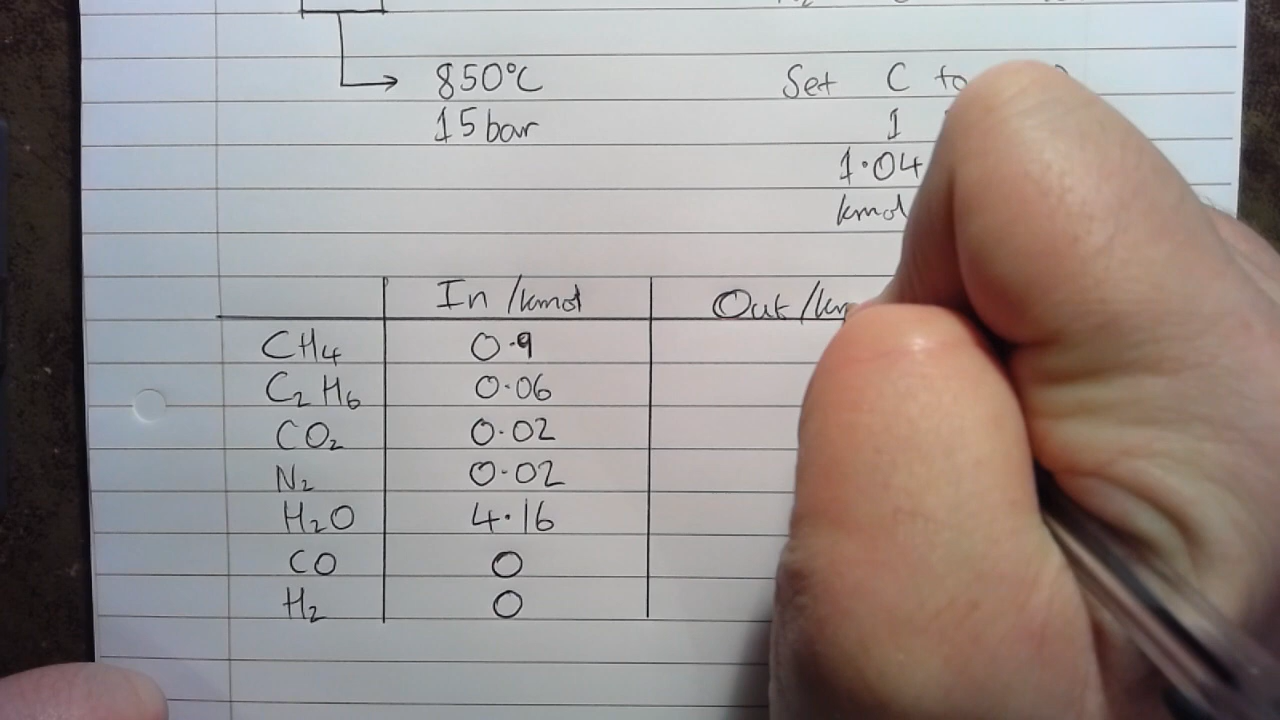 850°C
Set C to
15 bar
1
1.04
kmol
In /kmol
Out
CH4 0.9
C2H6 0.06
CO2 0.02
N2 0.02
H2O 4.16
CO 0
H2 0